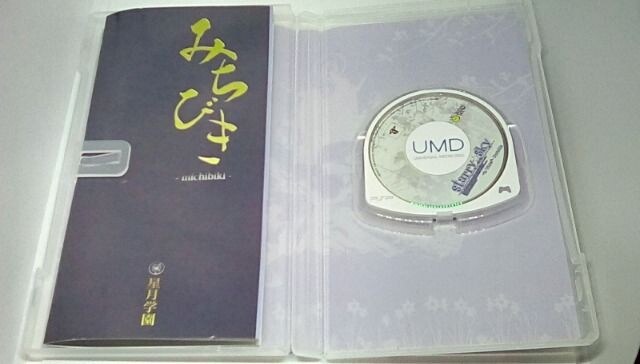 みちびき
- michibiki -
星月学園
UMD
UNIVERSAL MEDIA DISC
starry☆sky
PSP